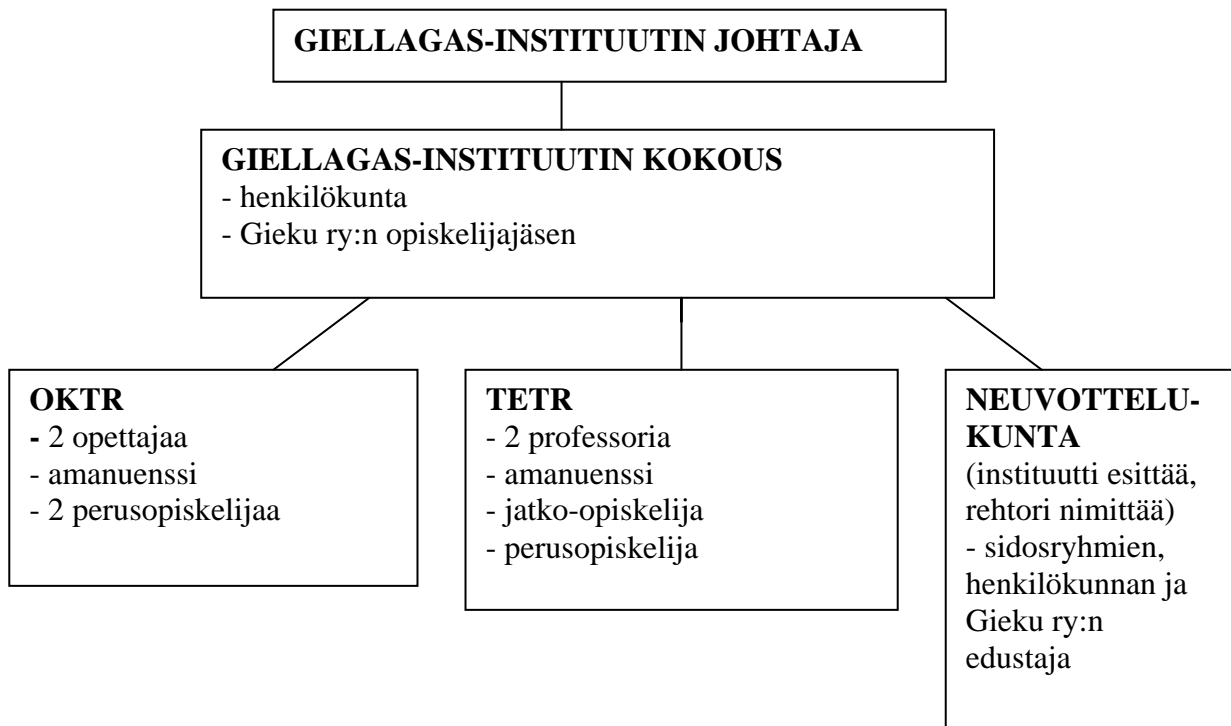 GIELLAGAS-INSTITUUTIN JOHTAJA
GIELLAGAS-INSTITUUTIN KOKOUS
- henkilökunta
- Gieku ry:n opiskelijajäsen
OKTR
- 2 opettajaa
- amanuenssi
- 2 perusopiskelijaa
TETR
- 2 professoria
- amanuenssi
- jatko-opiskelija
- perusopiskelija
NEUVOTTELU-
KUNTA
(instituutti esittää,
rehtori nimittää)
- sidosryhmien,
henkilökunnan ja
Gieku ry:n
edustaja